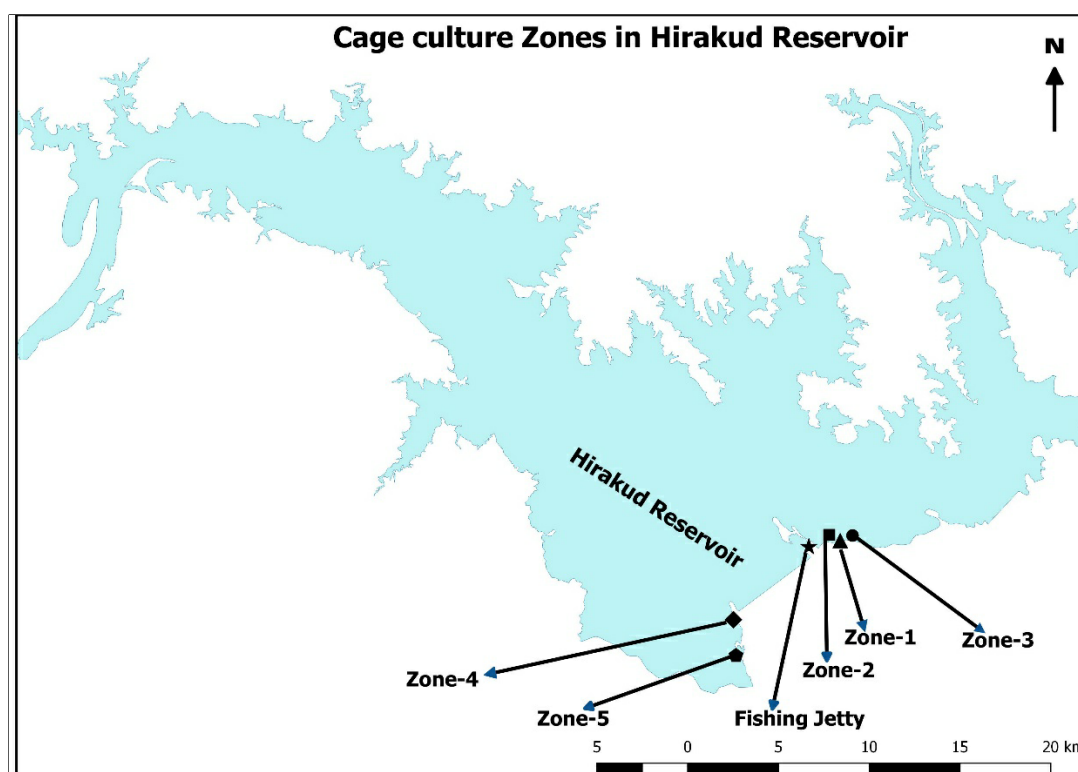 Cage culture Zones in Hirakud Reservoir
N
Hirakud Reservoir
Zone-1
Zone-3
Zone-2
Zone-4
Zone-5
Fishing Jetty
5 0 5 10 15 20 km